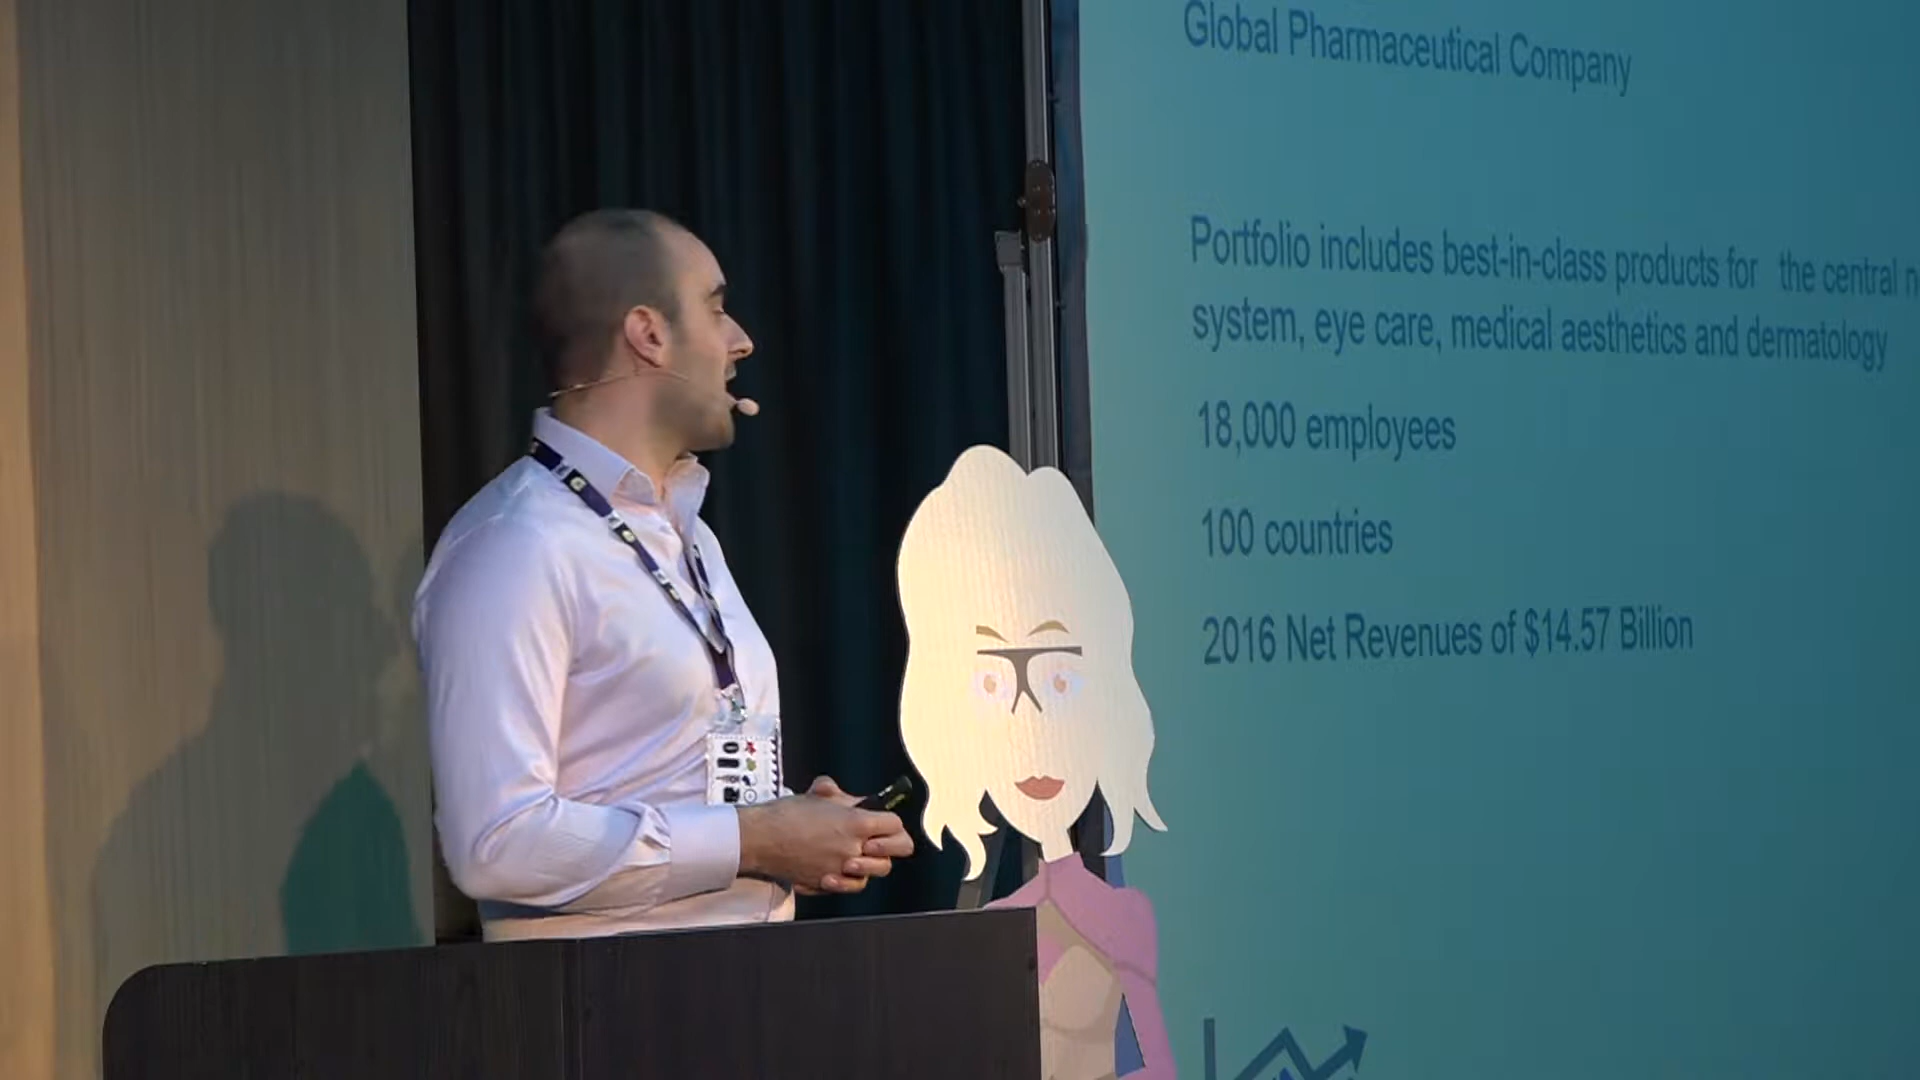 Global Pharmaceutical Company
Portfolio includes best-in-class products for the central
system, eye care, medical aesthetics and dermatology
18,000 employees
100 countries
2016 Net Revenues of $14.57 Billion